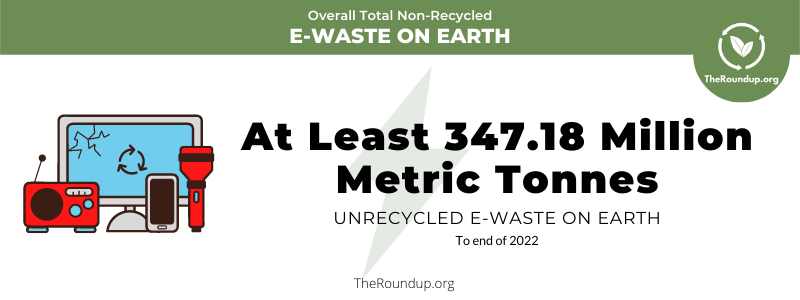 Overall Total Non-Recycled
E-WASTE ON EARTH
TheRoundup.org
At Least 347.18 Million
Metric Tonnes
UNRECYCLED E-WASTE ON EARTH
To end of 2022
TheRoundup.org